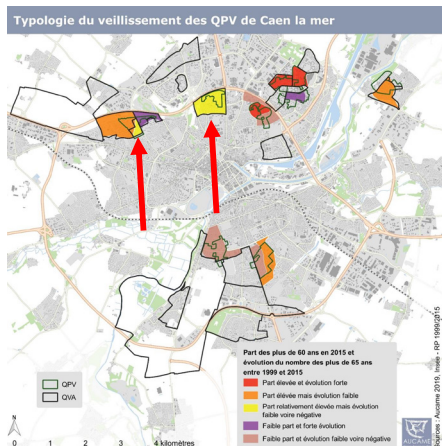 Typologie du veillissement des QPV de Caen la mer
Part des plus de 60 ans en 2015 et
évolution du nombre des plus de 65 ans
entre 1999 et 2015
Part élevée et évolution forte
Part élevée mais évolution faible
Part relativement élevée mais évolution
faible voire négative
Faible part et forte évolution
Faible part et évolution faible voire négative
QPV
QVA
N
0 1 2 3 4 kilomètres
AUCAME
Sources : Aucame 2019, Insee - RP 1999/2015